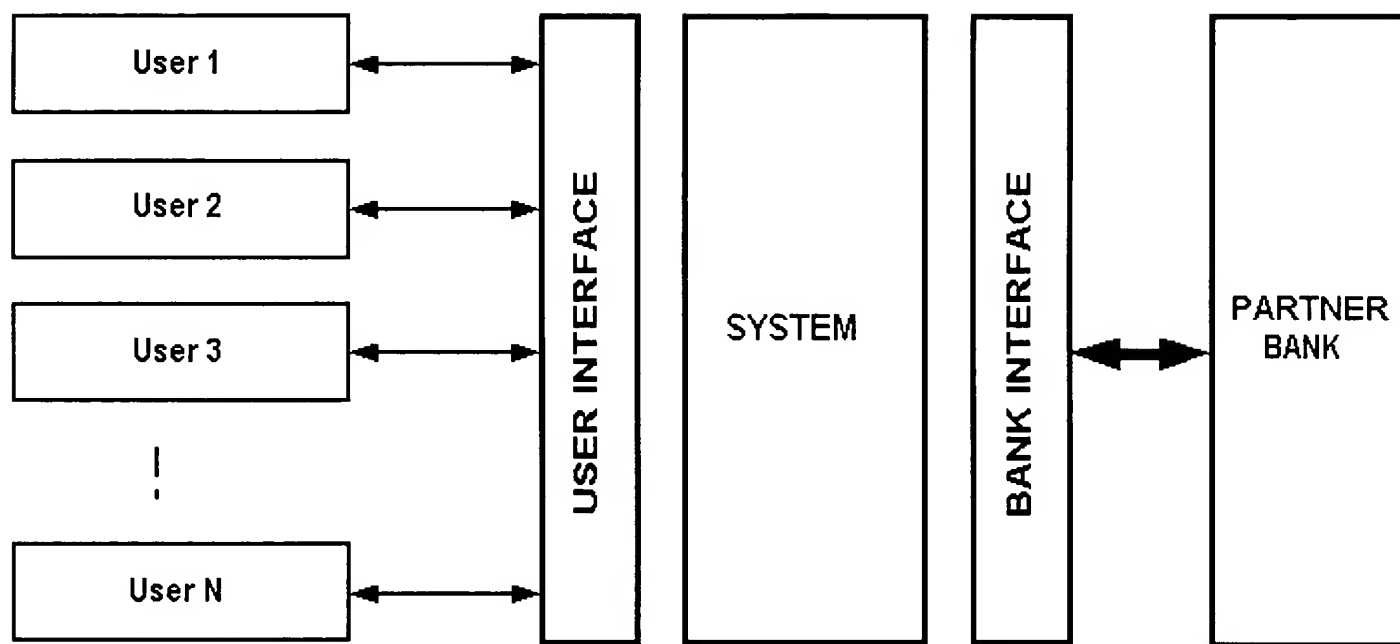 User 1
User 2
User 3
User N
USER INTERFACE
SYSTEM
BANK INTERFACE
PARTNER
BANK